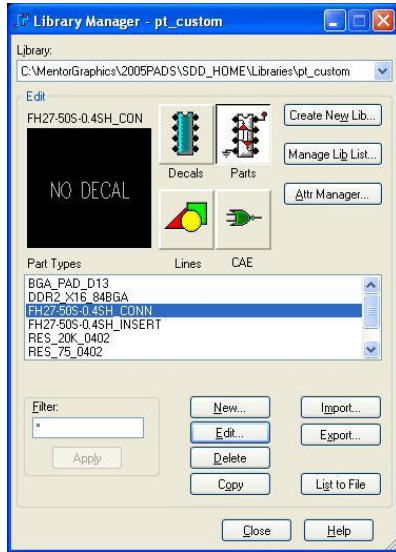 Library Manager - pt_custom
Library:
C:\MentorGraphics\2005PADS\SDD_HOME\Libraries\pt_custom
Edit
FH27-50S-0.4SH_CON
NO DECAL
Decals
Parts
Create New Lib...
Manage Lib List...
Attr Manager...
Part Types
Lines
CAE
BGA_PAD_D13
DDR2_X16_84BGA
FH27-50S-0.4SH_CONN
FH27-50S-0.4SH_INSERT
RES_20K_0402
RES_75_0402
Filter:
*
Apply
New...
Import...
Edit...
Export...
Delete
Copy
List to File
Close
Help